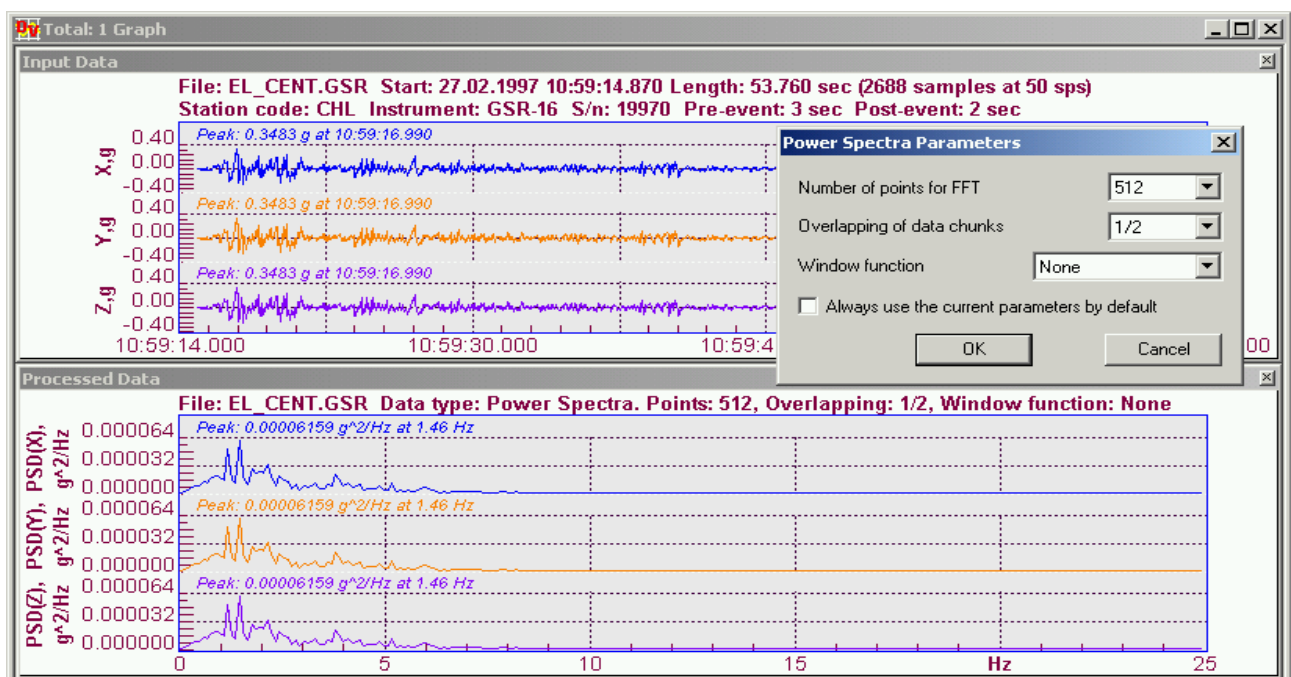 Total: 1 Graph
Input Data
File: EL_CENT.GSR Start: 27.02.1997 10:59:14.870 Length: 53.760 sec (2688 samples at 50 sps)
Station code: CHL Instrument: GSR-16 S/n: 19970 Pre-event: 3 sec Post-event: 2 sec
X,g
0.40
0.00
-0.40
Peak: 0.3483 g at 10:59:16.990
Y,g
0.40
0.00
-0.40
Peak: 0.3483 g at 10:59:16.990
Z,g
0.40
0.00
-0.40
Peak: 0.3483 g at 10:59:16.990
10:59:14.000 10:59:30.000 10:59:4 00
Power Spectra Parameters
Number of points for FFT 512
Overlapping of data chunks 1/2
Window function None
Always use the current parameters by default
OK Cancel
Processed Data
File: EL_CENT.GSR Data type: Power Spectra. Points: 512, Overlapping: 1/2, Window function: None
PSD(X), g^2/Hz
0.000064
0.000032
0.000000
Peak: 0.00006159 g^2/Hz at 1.46 Hz
PSD(Y), g^2/Hz
0.000064
0.000032
0.000000
Peak: 0.00006159 g^2/Hz at 1.46 Hz
PSD(Z), g^2/Hz
0.000064
0.000032
0.000000
Peak: 0.00006159 g^2/Hz at 1.46 Hz
0 5 10 15 Hz 25